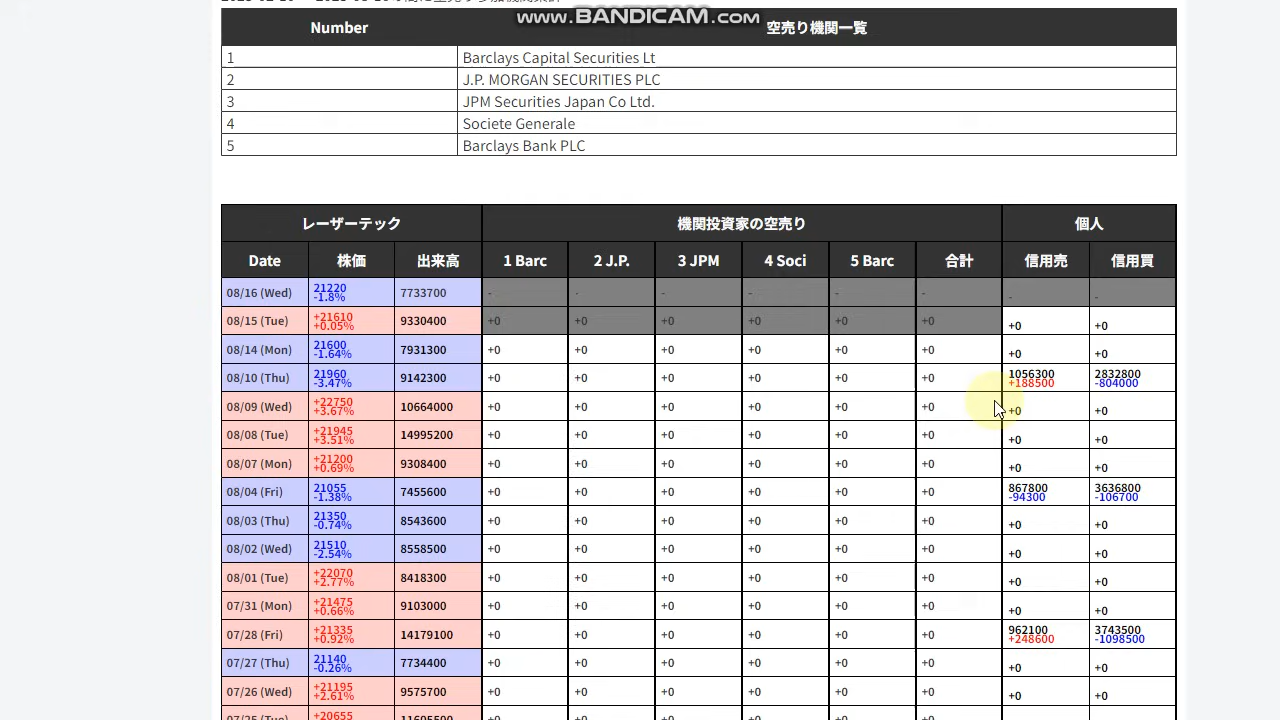 www.BANDICAM.com
Number 空売り機関一覧
1 Barclays Capital Securities Lt
2 J.P. MORGAN SECURITIES PLC
3 JPM Securities Japan Co Ltd.
4 Societe Generale
5 Barclays Bank PLC
レーザーテック 機関投資家の空売り 個人
Date 株価 出来高 1 Barc 2 J.P. 3 JPM 4 Soci 5 Barc 合計 信用売 信用買
08/16 (Wed) 21220 -1.8% 7733700 - - - - - - - -
08/15 (Tue) +21610 +0.05% 9330400 +0 +0 +0 +0 +0 +0 +0 +0
08/14 (Mon) 21600 -1.64% 7931300 +0 +0 +0 +0 +0 +0 +0 +0
08/10 (Thu) 21960 -3.47% 9142300 +0 +0 +0 +0 +0 +0 1056300 +188500 2832800 -804000
08/09 (Wed) +22750 +3.67% 10664000 +0 +0 +0 +0 +0 +0 +0 +0
08/08 (Tue) +21945 +3.51% 14995200 +0 +0 +0 +0 +0 +0 +0 +0
08/07 (Mon) +21200 +0.69% 9308400 +0 +0 +0 +0 +0 +0 +0 +0
08/04 (Fri) 21055 -1.38% 7455600 +0 +0 +0 +0 +0 +0 867800 -94300 3636800 -106700
08/03 (Thu) 21350 -0.74% 8543600 +0 +0 +0 +0 +0 +0 +0 +0
08/02 (Wed) 21510 -2.54% 8558500 +0 +0 +0 +0 +0 +0 +0 +0
08/01 (Tue) +22070 +2.77% 8418300 +0 +0 +0 +0 +0 +0 +0 +0
07/31 (Mon) +21475 +0.66% 9103000 +0 +0 +0 +0 +0 +0 +0 +0
07/28 (Fri) +21335 +0.92% 14179100 +0 +0 +0 +0 +0 +0 962100 +248600 3743500 -1098500
07/27 (Thu) 21140 -0.26% 7734400 +0 +0 +0 +0 +0 +0 +0 +0
07/26 (Wed) +21195 +2.61% 9575700 +0 +0 +0 +0 +0 +0 +0 +0
07/25 (Tue) +20655